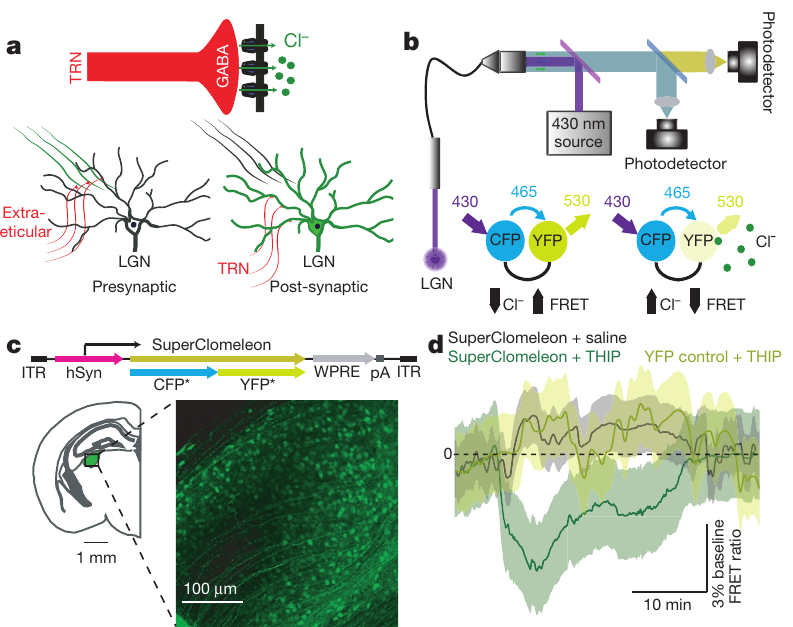 a
TRN
GABA
Cl⁻
Extra-
eticular
LGN
Presynaptic
TRN
LGN
Post-synaptic
b
430 nm
source
Photodetector
Photodetector
LGN
430
465
530
CFP
YFP
Cl⁻
FRET
430
465
530
CFP
YFP
Cl⁻
Cl⁻
FRET
c
SuperClomeleon
ITR
hSyn
WPRE
pA
ITR
CFP*
YFP*
1 mm
100 µm
d
SuperClomeleon + saline
SuperClomeleon + THIP
YFP control + THIP
0
3% baseline
FRET ratio
10 min